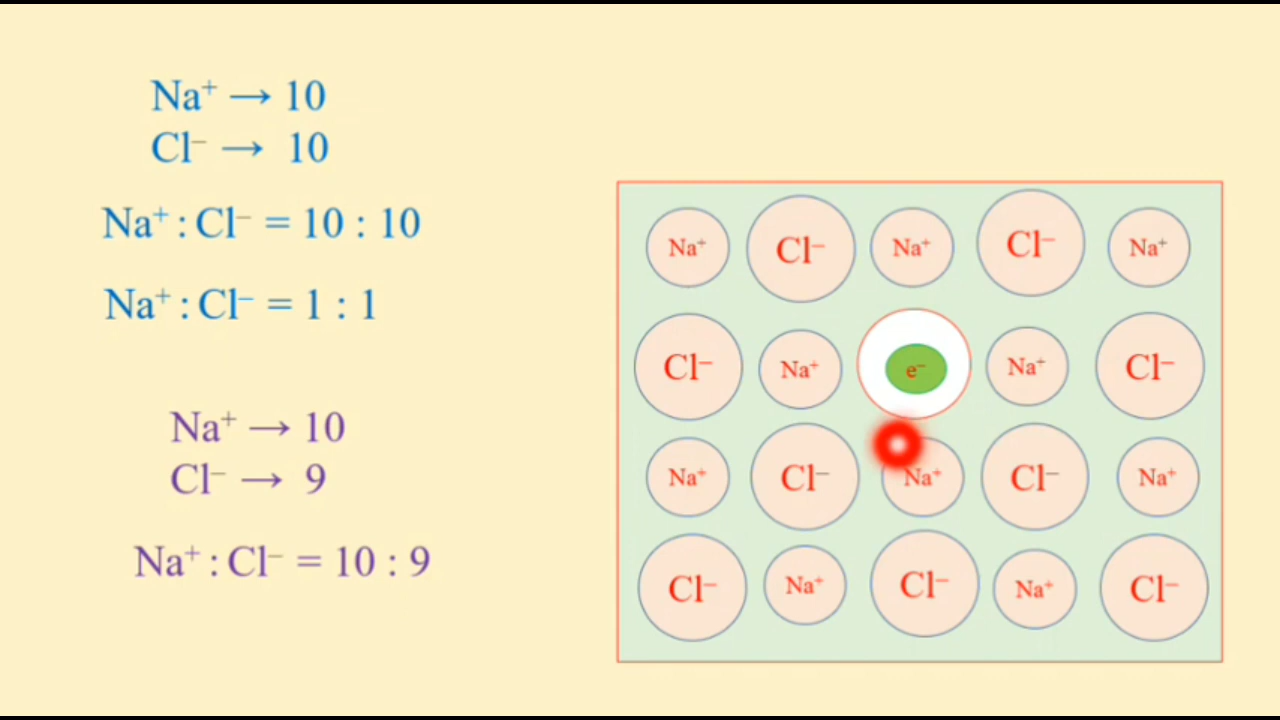 Na⁺ → 10
Cl⁻ → 10
Na⁺ : Cl⁻ = 10 : 10
Na⁺ : Cl⁻ = 1 : 1
Na⁺ → 10
Cl⁻ → 9
Na⁺ : Cl⁻ = 10 : 9
Na⁺ Cl⁻ Na⁺ Cl⁻ Na⁺
Cl⁻ Na⁺ e⁻ Na⁺ Cl⁻
Na⁺ Cl⁻ Na⁺ Cl⁻ Na⁺
Cl⁻ Na⁺ Cl⁻ Na⁺ Cl⁻